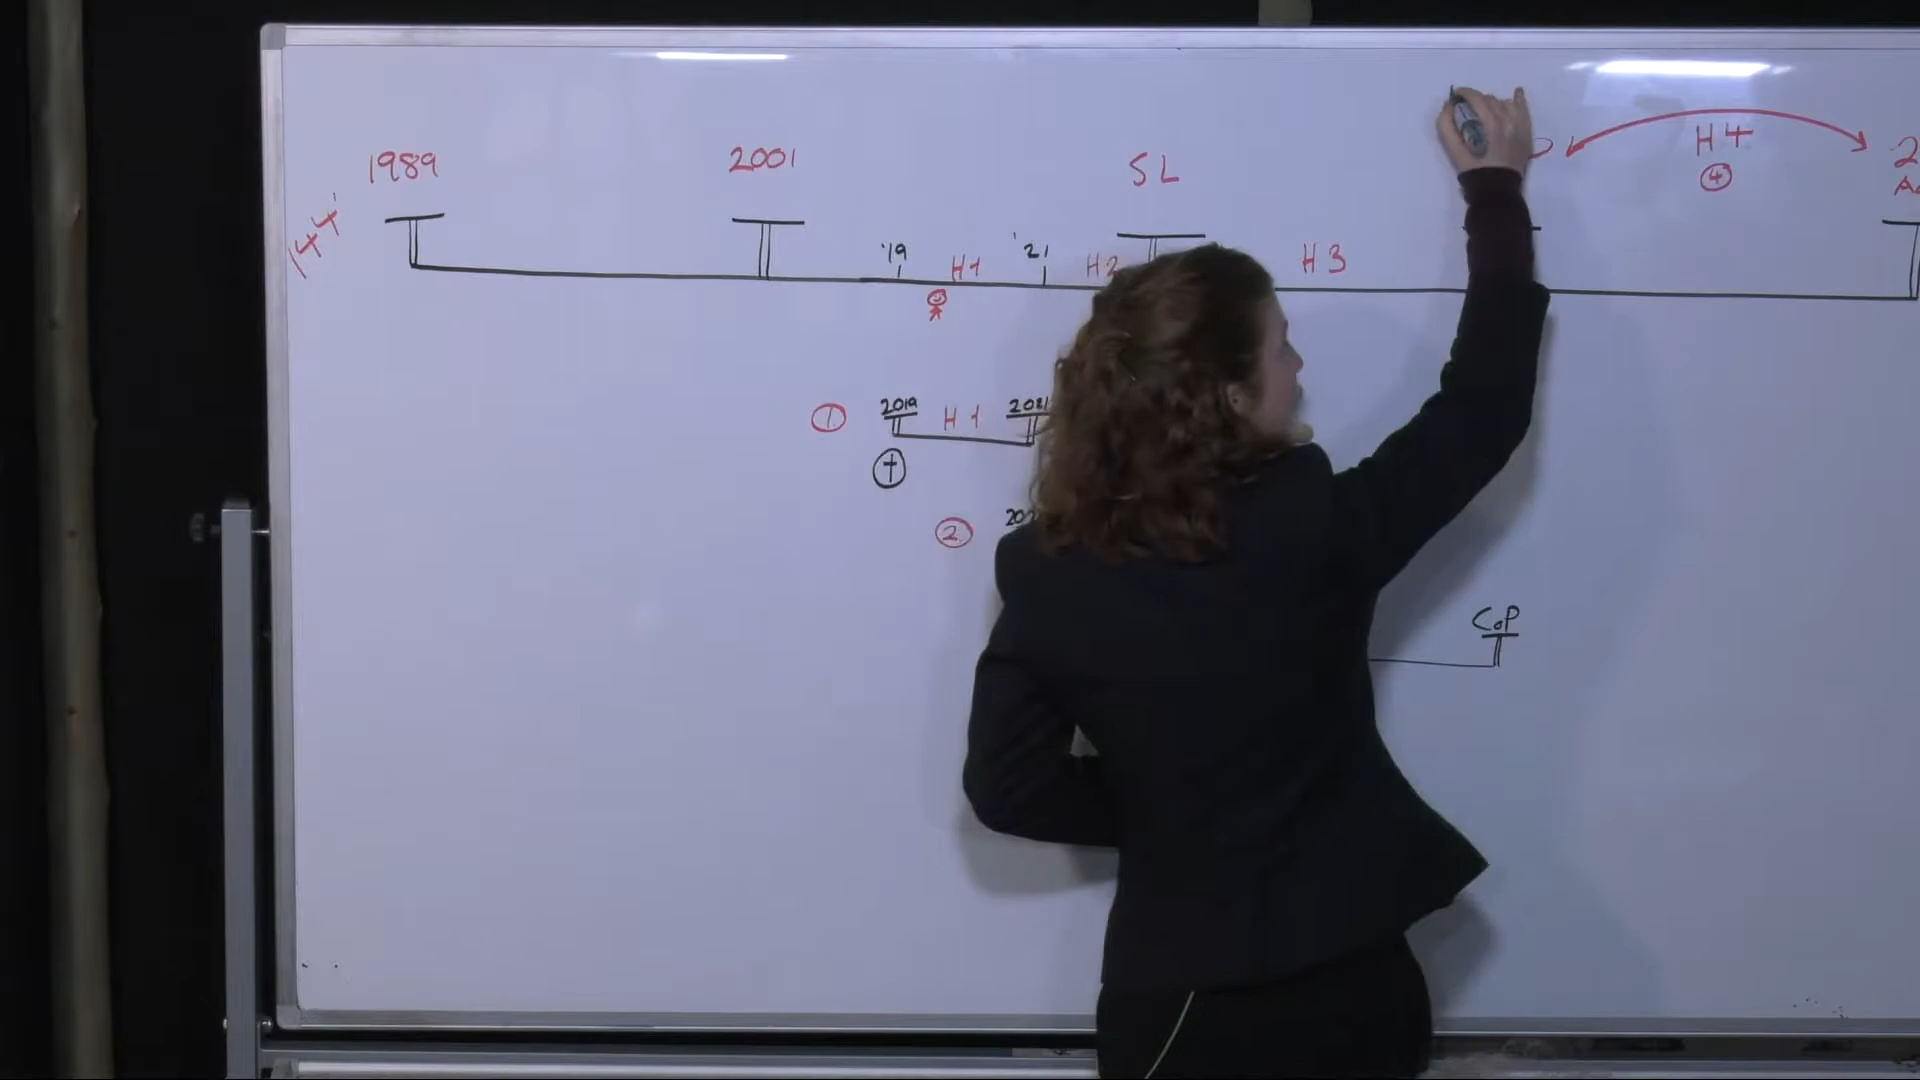 144'
1989
2001
SL
H4
④
'19
H1
'21
H2
H3
① 2019 H1 2021
②
CoP